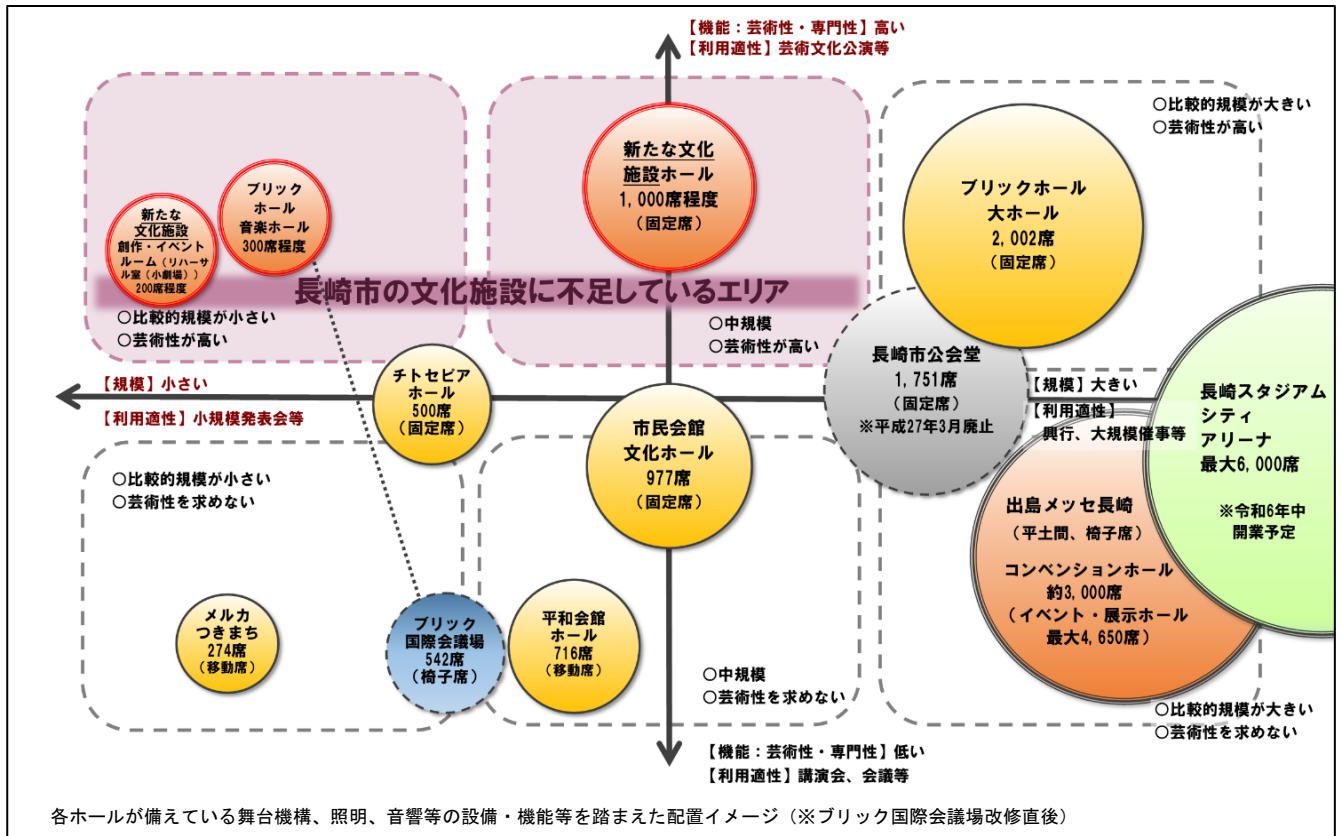 【機能：芸術性・専門性】高い
【利用適性】芸術文化公演等
○比較的規模が大きい
○芸術性が高い
新たな文化
施設ホール
1,000席程度
（固定席）
ブリックホール
大ホール
2,002席
（固定席）
ブリック
ホール
音楽ホール
300席程度
新たな
文化施設
創作・イベント
ルーム（リハーサ
ル室（小劇場））
200席程度
長崎市の文化施設に不足しているエリア
○比較的規模が小さい
○芸術性が高い
○中規模
○芸術性が高い
長崎市公会堂
1,751席
（固定席）
※平成27年3月廃止
チトセピア
ホール
500席
（固定席）
【規模】小さい
【利用適性】小規模発表会等
【規模】大きい
【利用適性】
興行、大規模催事等
長崎スタジアム
シティ
アリーナ
最大6,000席
※令和6年中
開業予定
市民会館
文化ホール
977席
（固定席）
○比較的規模が小さい
○芸術性を求めない
出島メッセ長崎
（平土間、椅子席）
コンベンションホール
約3,000席
（イベント・展示ホール
最大4,650席）
メルカ
つきまち
274席
（移動席）
ブリック
国際会議場
542席
（椅子席）
平和会館
ホール
716席
（移動席）
○中規模
○芸術性を求めない
○比較的規模が大きい
○芸術性を求めない
【機能：芸術性・専門性】低い
【利用適性】講演会、会議等
各ホールが備えている舞台機構、照明、音響等の設備・機能等を踏まえた配置イメージ（※ブリック国際会議場改修直後）